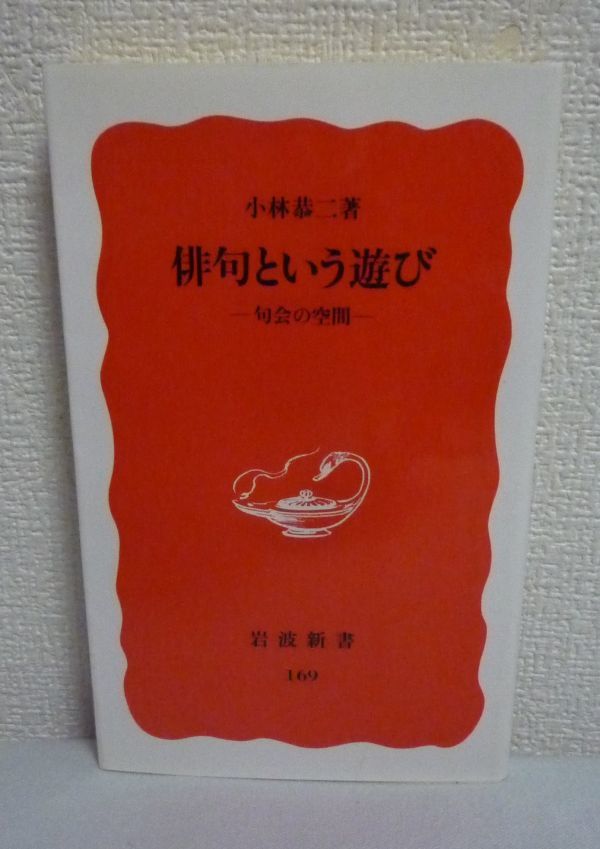 小林恭二著
俳句という遊び
—句会の空間—
岩波新書
169